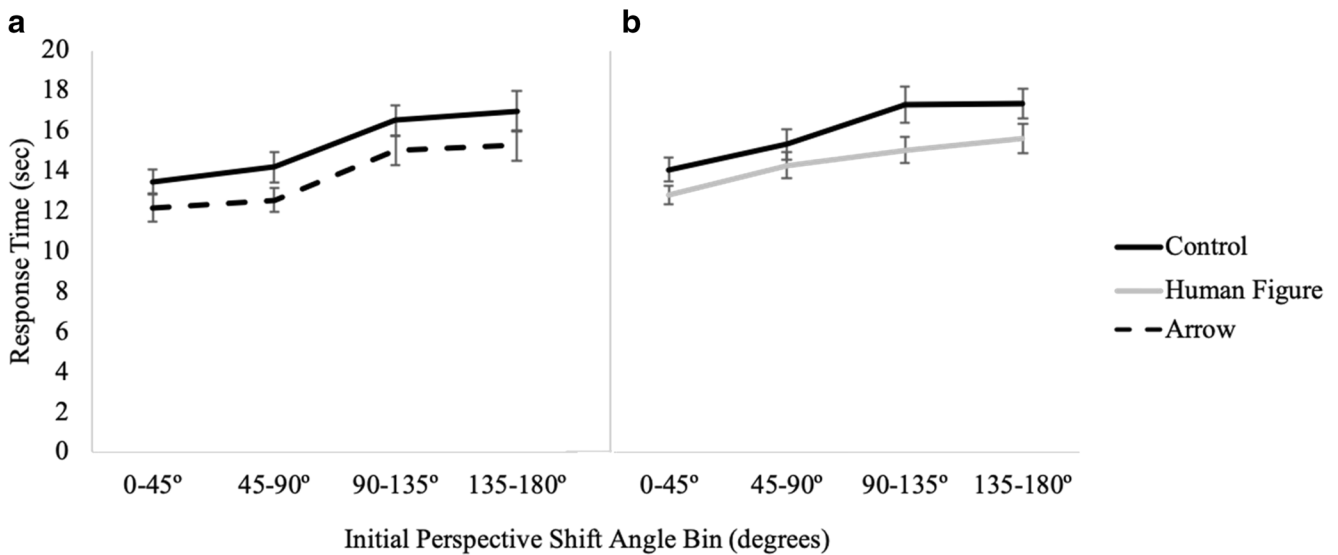 a
b
Response Time (sec)
20
18
16
14
12
10
8
6
4
2
0
0-45º 45-90º 90-135º 135-180º
0-45º 45-90º 90-135º 135-180º
Initial Perspective Shift Angle Bin (degrees)
Control
Human Figure
Arrow